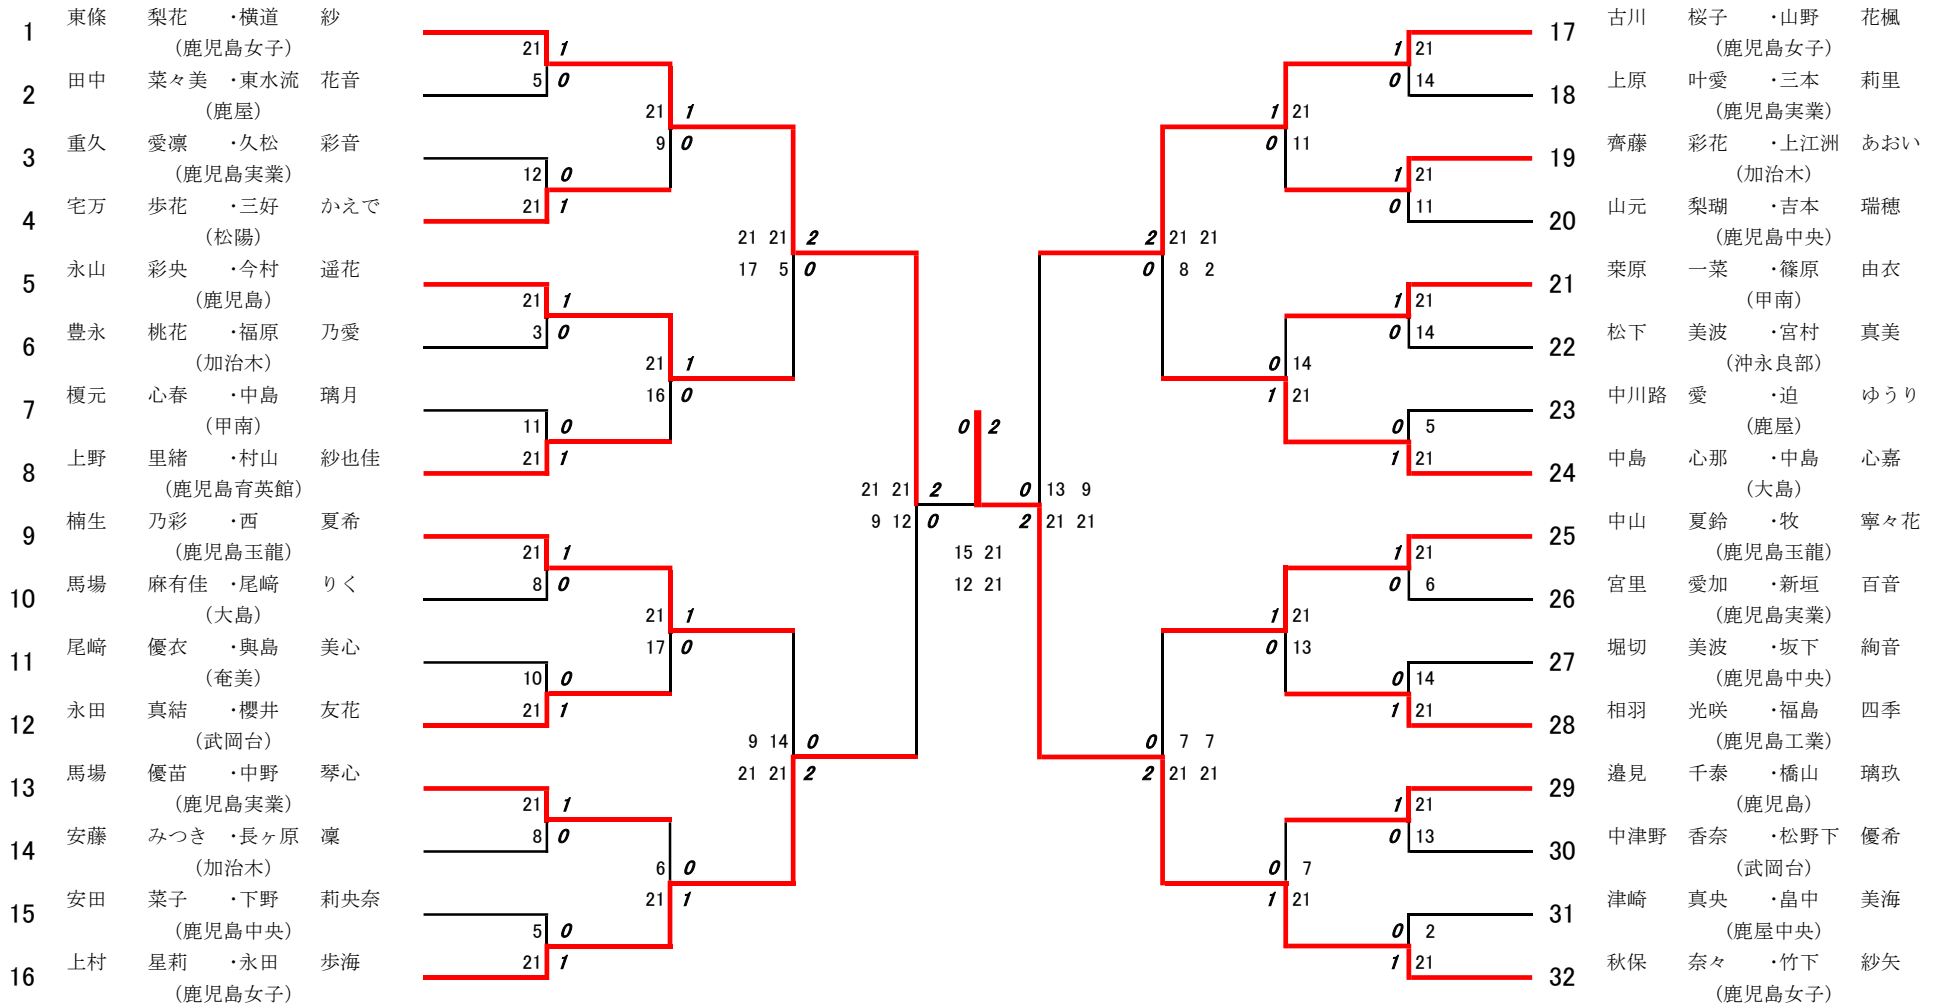 1 東條 梨花 ・横道 紗
(鹿児島女子)
2 田中 菜々美 ・東水流 花音
(鹿屋)
3 重久 愛凛 ・久松 彩音
(鹿児島実業)
4 宅万 歩花 ・三好 かえで
(松陽)
5 永山 彩央 ・今村 遥花
(鹿児島)
6 豊永 桃花 ・福原 乃愛
(加治木)
7 榎元 心春 ・中島 璃月
(甲南)
8 上野 里緒 ・村山 紗也佳
(鹿児島育英館)
9 楠生 乃彩 ・西 夏希
(鹿児島玉龍)
10 馬場 麻有佳 ・尾﨑 りく
(大島)
11 尾﨑 優衣 ・與島 美心
(奄美)
12 永田 真結 ・櫻井 友花
(武岡台)
13 馬場 優苗 ・中野 琴心
(鹿児島実業)
14 安藤 みつき ・長ヶ原 凜
(加治木)
15 安田 菜子 ・下野 莉央奈
(鹿児島中央)
16 上村 星莉 ・永田 歩海
(鹿児島女子)
21 1
5 0
12 0
21 1
21 1
3 0
11 0
21 1
21 1
8 0
10 0
21 1
21 1
8 0
5 0
21 1
21 1
9 0
21 1
16 0
21 1
17 0
6 0
21 1
21 21 2
17 5 0
9 14 0
21 21 2
21 21 2
9 12 0
0 2
15 21
12 21
0 13 9
2 21 21
2 21 21
0 8 2
0 7 7
2 21 21
1 21
0 11
0 14
1 21
1 21
0 13
0 7
1 21
1 21
0 14
1 21
0 11
1 21
0 14
0 5
1 21
1 21
0 6
0 14
1 21
1 21
0 13
0 2
1 21
17 古川 桜子 ・山野 花楓
(鹿児島女子)
18 上原 叶愛 ・三本 莉里
(鹿児島実業)
19 齊藤 彩花 ・上江洲 あおい
(加治木)
20 山元 梨瑚 ・吉本 瑞穂
(鹿児島中央)
21 桒原 一菜 ・篠原 由衣
(甲南)
22 松下 美波 ・宮村 真美
(沖永良部)
23 中川路 愛 ・迫 ゆうり
(鹿屋)
24 中島 心那 ・中島 心嘉
(大島)
25 中山 夏鈴 ・牧 寧々花
(鹿児島玉龍)
26 宮里 愛加 ・新垣 百音
(鹿児島実業)
27 堀切 美波 ・坂下 絢音
(鹿児島中央)
28 相羽 光咲 ・福島 四季
(鹿児島工業)
29 邉見 千泰 ・橋山 璃玖
(鹿児島)
30 中津野 香奈 ・松野下 優希
(武岡台)
31 津崎 真央 ・畠中 美海
(鹿屋中央)
32 秋保 奈々 ・竹下 紗矢
(鹿児島女子)